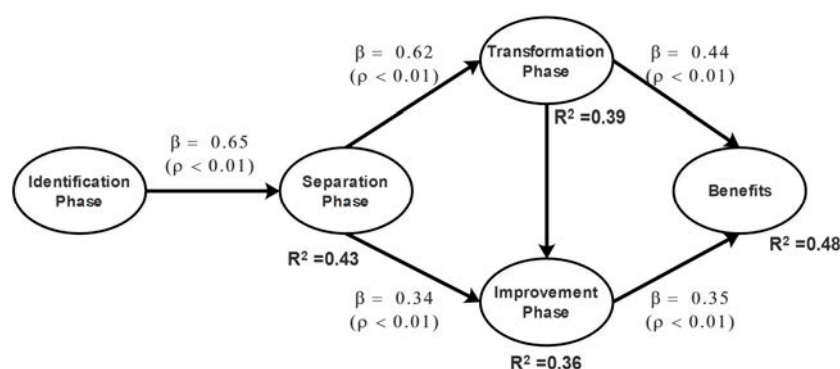 β = 0.62
(ρ < 0.01)
Transformation
Phase
β = 0.44
(ρ < 0.01)
R² =0.39
β = 0.65
(ρ < 0.01)
Identification
Phase
Separation
Phase
Benefits
R² =0.43
R² =0.48
β = 0.34
(ρ < 0.01)
Improvement
Phase
β = 0.35
(ρ < 0.01)
R² =0.36